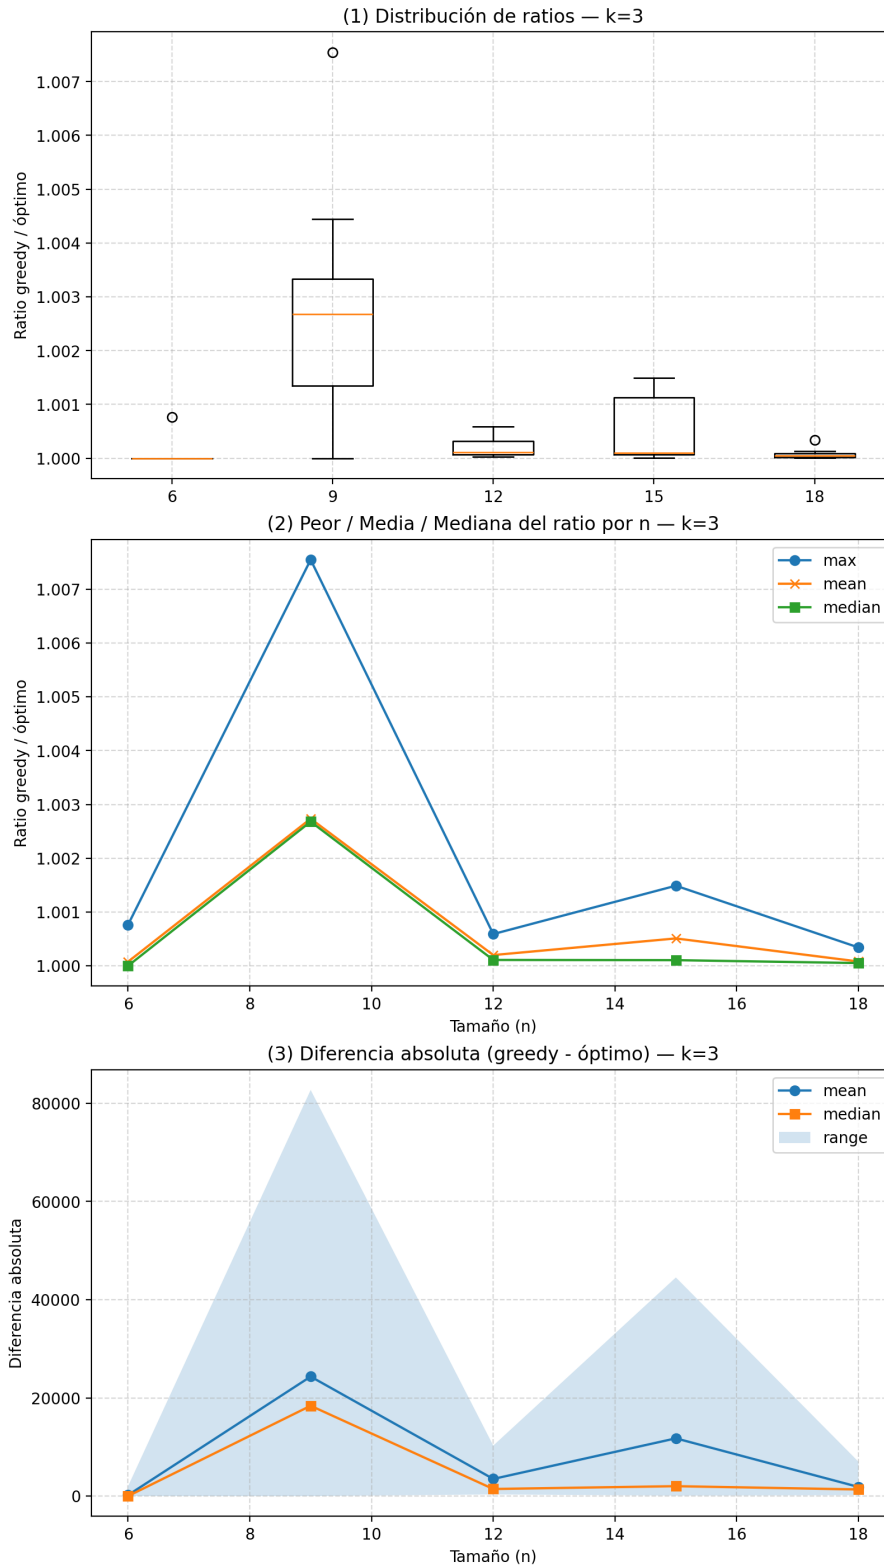 (1) Distribución de ratios — k=3
Ratio greedy / óptimo
1.007
1.006
1.005
1.004
1.003
1.002
1.001
1.000
6 9 12 15 18
(2) Peor / Media / Mediana del ratio por n — k=3
Ratio greedy / óptimo
1.007
1.006
1.005
1.004
1.003
1.002
1.001
1.000
max
mean
median
6 8 10 12 14 16 18
Tamaño (n)
(3) Diferencia absoluta (greedy - óptimo) — k=3
Diferencia absoluta
80000
60000
40000
20000
0
mean
median
range
6 8 10 12 14 16 18
Tamaño (n)